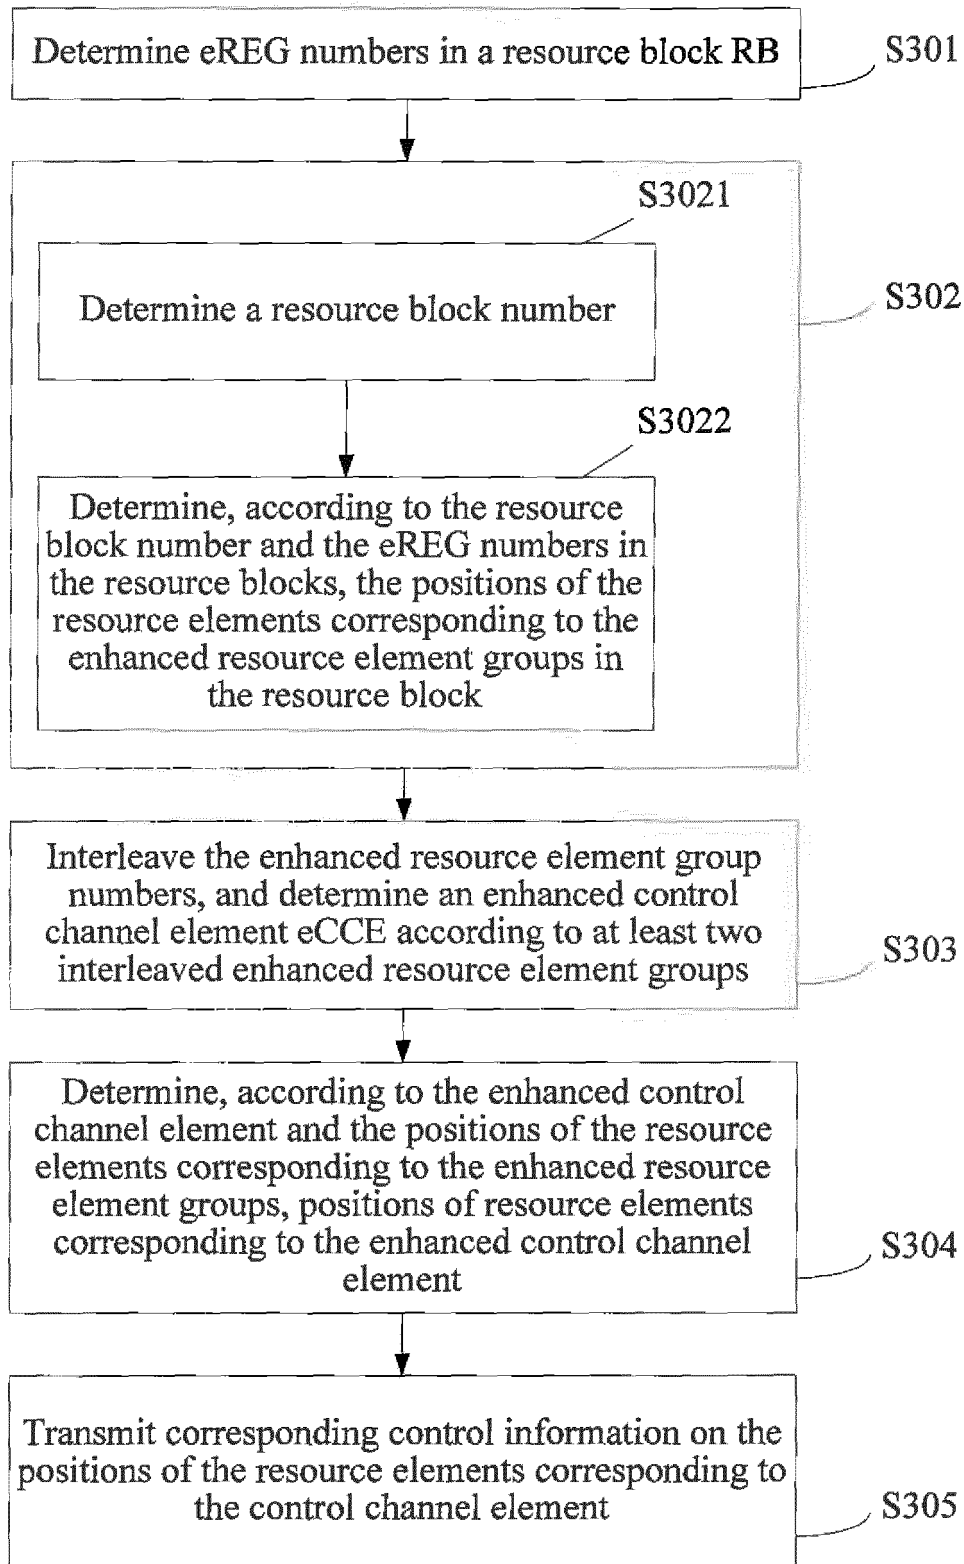 Determine eREG numbers in a resource block RB
S301
S3021
Determine a resource block number
S302
S3022
Determine, according to the resource
block number and the eREG numbers in
the resource blocks, the positions of the
resource elements corresponding to the
enhanced resource element groups in
the resource block
Interleave the enhanced resource element group
numbers, and determine an enhanced control
channel element eCCE according to at least two
interleaved enhanced resource element groups
S303
Determine, according to the enhanced control
channel element and the positions of the resource
elements corresponding to the enhanced resource
element groups, positions of resource elements
corresponding to the enhanced control channel
element
S304
Transmit corresponding control information on the
positions of the resource elements corresponding to
the control channel element
S305